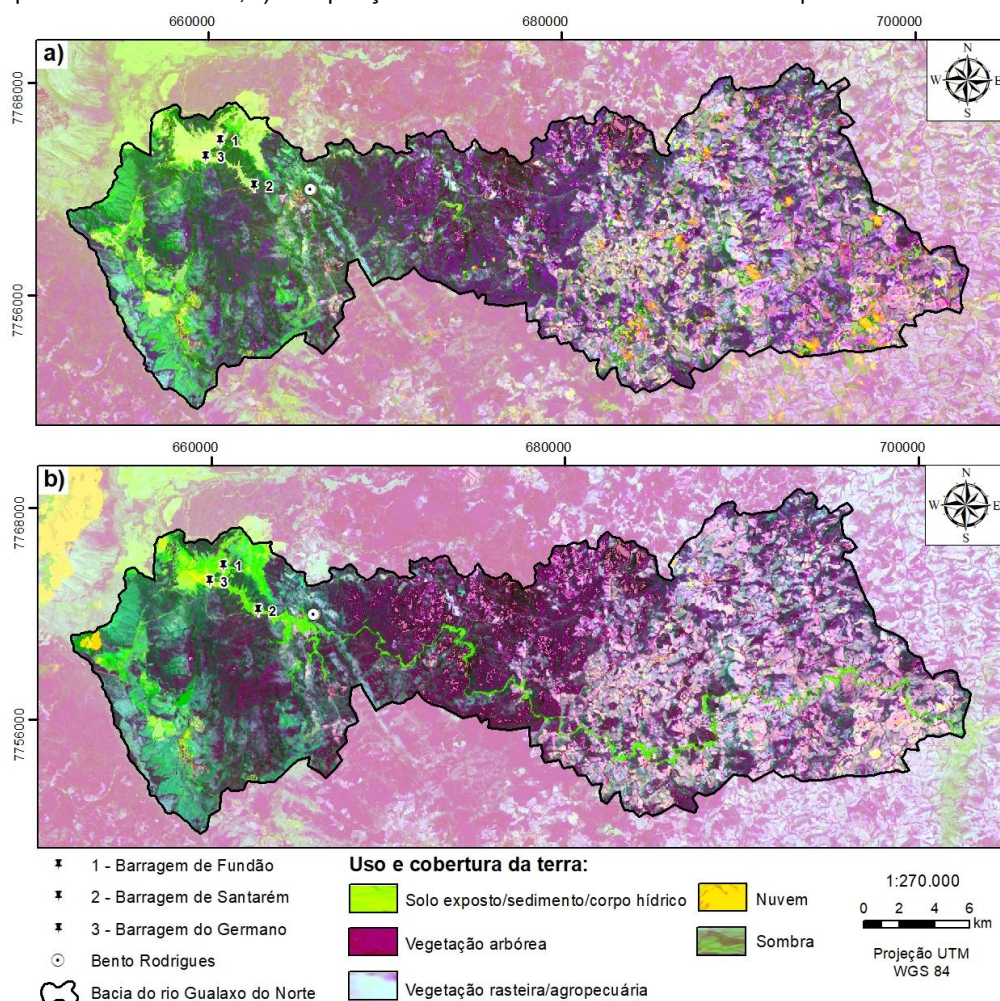 660000 680000 700000
a)
N
W E
S
7768000
7756000
1
3
2
660000 680000 700000
b)
N
W E
S
7768000
7756000
1
3
2
1 - Barragem de Fundão
2 - Barragem de Santarém
3 - Barragem do Germano
Bento Rodrigues
Bacia do rio Gualaxo do Norte
Uso e cobertura da terra:
Solo exposto/sedimento/corpo hídrico
Vegetação arbórea
Vegetação rasteira/agropecuária
Nuvem
Sombra
1:270.000
0 2 4 6
km
Projeção UTM
WGS 84